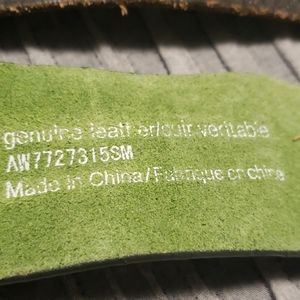 genuine leather/cuir veritable
AW7727315SM
Made in China/Fabrique en chine